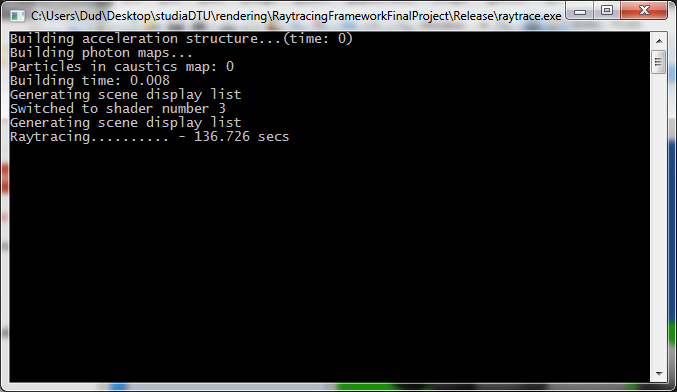 C:\Users\Dud\Desktop\studiaDTU\rendering\RaytracingFrameworkFinalProject\Release\raytrace.exe
Building acceleration structure...(time: 0)
Building photon maps...
Particles in caustics map: 0
Building time: 0.008
Generating scene display list
Switched to shader number 3
Generating scene display list
Raytracing.......... - 136.726 secs